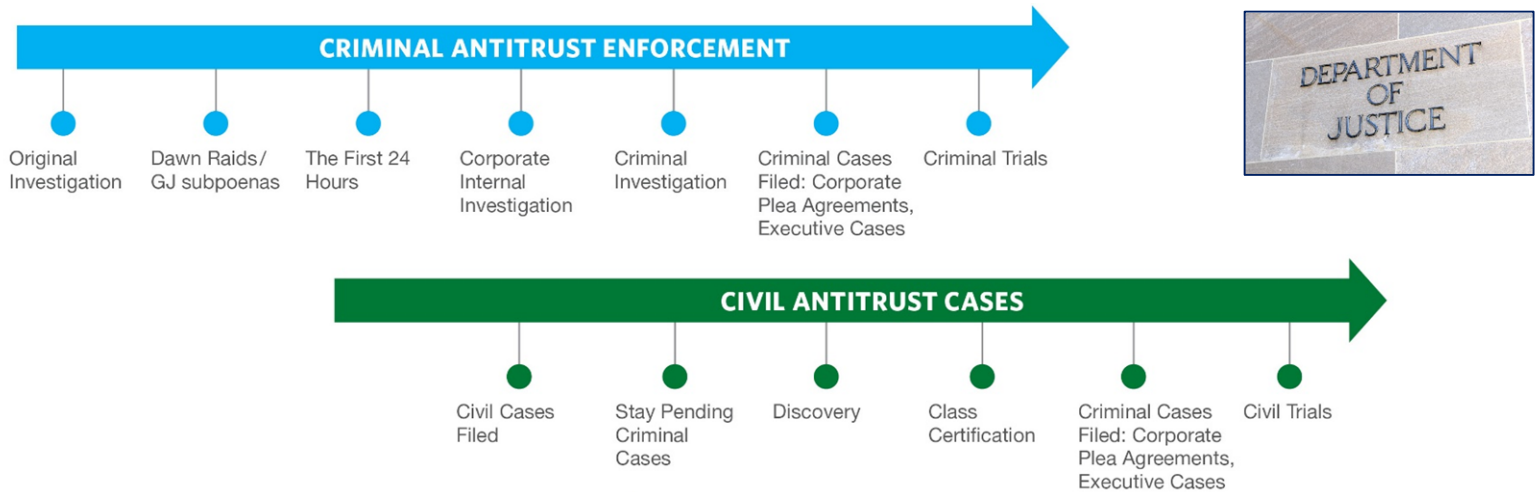 CRIMINAL ANTITRUST ENFORCEMENT
DEPARTMENT
OF
JUSTICE
Original
Investigation
Dawn Raids/
GJ subpoenas
The First 24
Hours
Corporate
Internal
Investigation
Criminal
Investigation
Criminal Cases
Filed: Corporate
Plea Agreements,
Executive Cases
Criminal Trials
CIVIL ANTITRUST CASES
Civil Cases
Filed
Stay Pending
Criminal
Cases
Discovery
Class
Certification
Criminal Cases
Filed: Corporate
Plea Agreements,
Executive Cases
Civil Trials